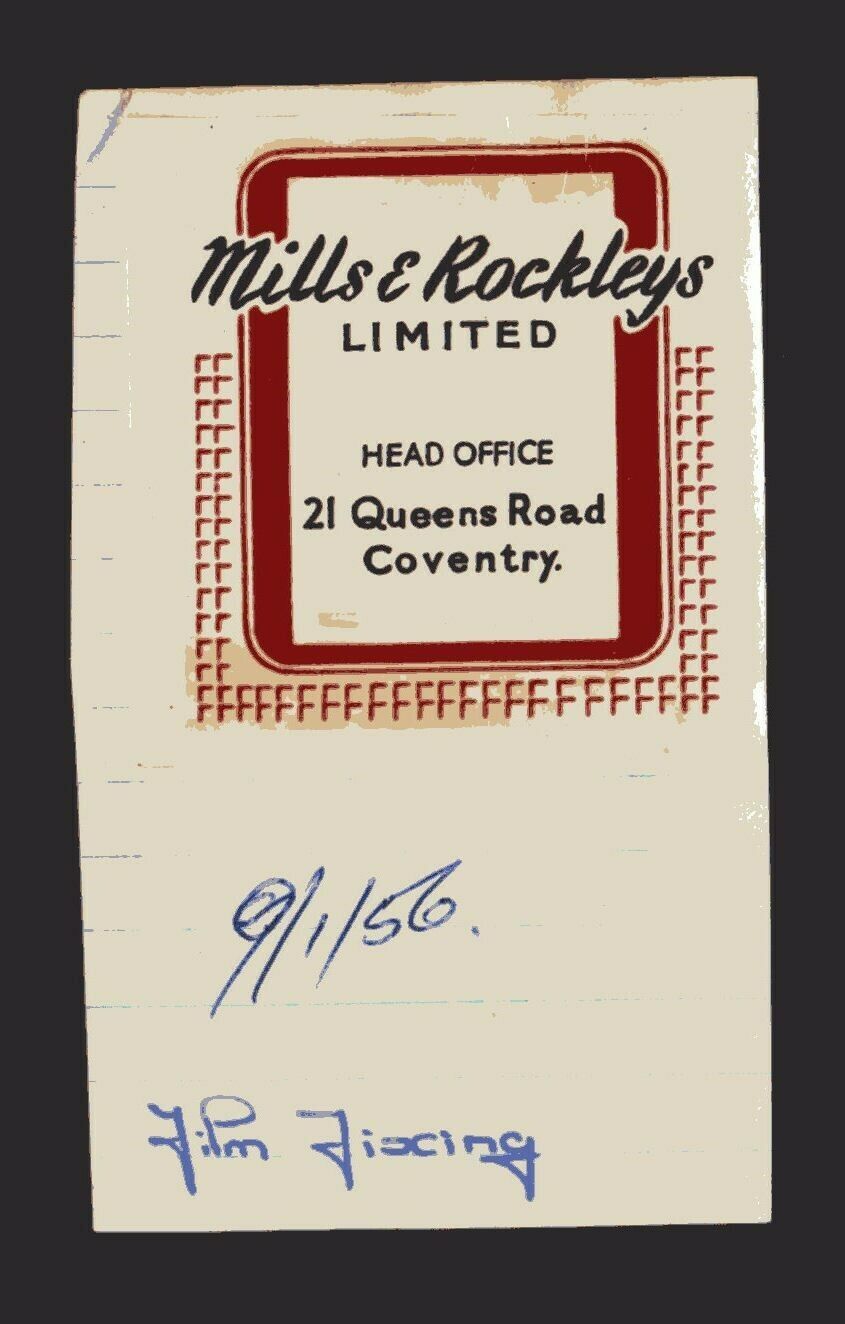 Mills & Rockleys
LIMITED
HEAD OFFICE
21 Queens Road
Coventry.
9/1/56.
Film Fixing